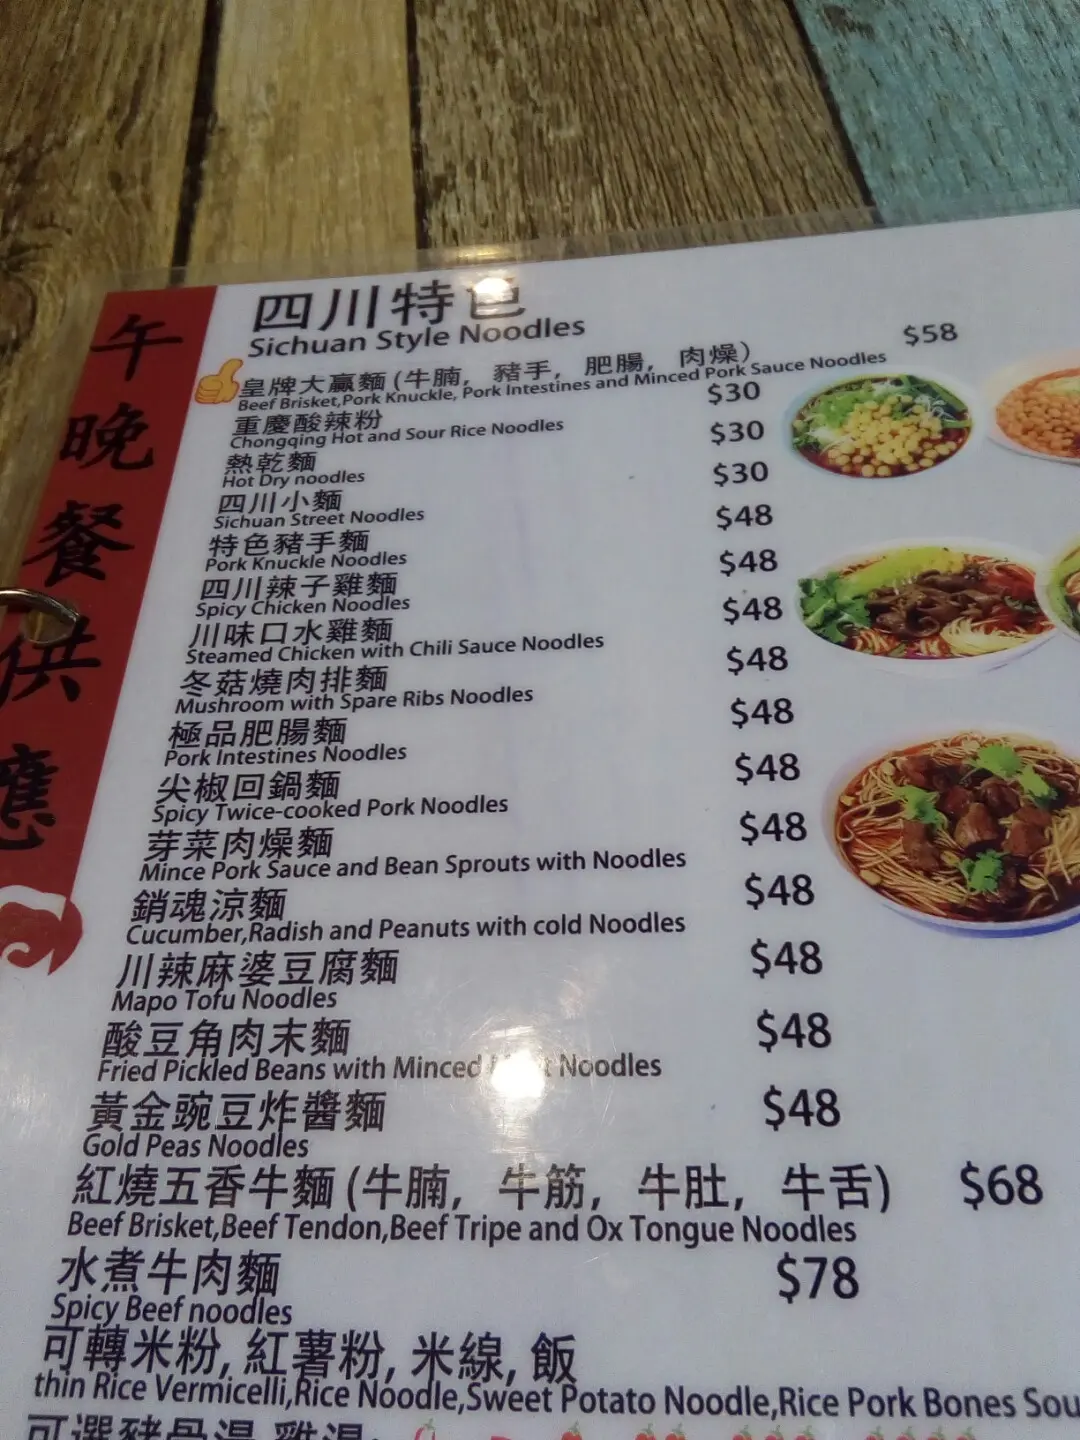 午晚餐供應
四川特色
Sichuan Style Noodles
皇牌大贏麵 (牛腩, 豬手, 肥腸, 肉燥) $58
Beef Brisket,Pork Knuckle, Pork Intestines and Minced Pork Sauce Noodles
重慶酸辣粉 $30
Chongqing Hot and Sour Rice Noodles
熱乾麵 $30
Hot Dry noodles
四川小麵 $30
Sichuan Street Noodles
特色豬手麵 $48
Pork Knuckle Noodles
四川辣子雞麵 $48
Spicy Chicken Noodles
川味口水雞麵 $48
Steamed Chicken with Chili Sauce Noodles
冬菇燒肉排麵 $48
Mushroom with Spare Ribs Noodles
極品肥腸麵 $48
Pork Intestines Noodles
尖椒回鍋麵 $48
Spicy Twice-cooked Pork Noodles
芽菜肉燥麵 $48
Mince Pork Sauce and Bean Sprouts with Noodles
銷魂涼麵 $48
Cucumber,Radish and Peanuts with cold Noodles
川辣麻婆豆腐麵 $48
Mapo Tofu Noodles
酸豆角肉末麵 $48
Fried Pickled Beans with Minced Noodles
黃金豌豆炸醬麵 $48
Gold Peas Noodles
紅燒五香牛麵 (牛腩, 牛筋, 牛肚, 牛舌) $68
Beef Brisket,Beef Tendon,Beef Tripe and Ox Tongue Noodles
水煮牛肉麵 $78
Spicy Beef noodles
可轉米粉, 紅薯粉, 米線, 飯
thin Rice Vermicelli,Rice Noodle,Sweet Potato Noodle,Rice Pork Bones Sou
可選豬骨湯 雞湯: